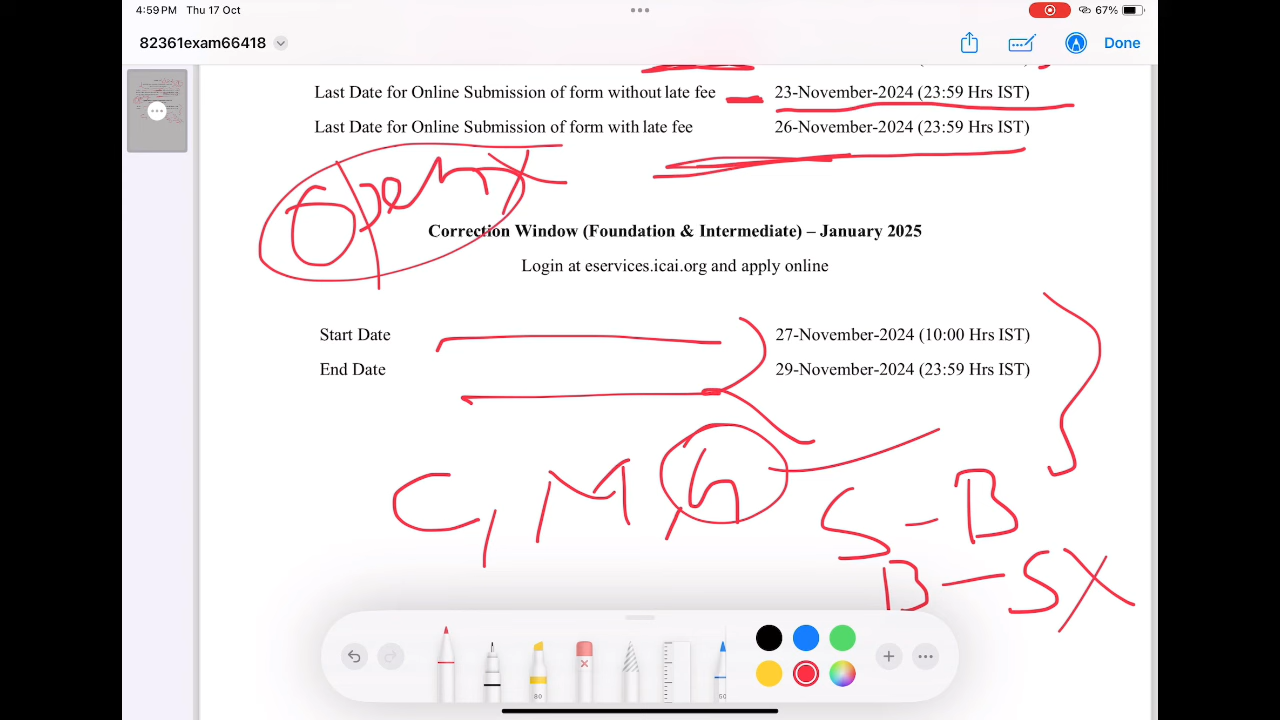 4:59 PM Thu 17 Oct
67%
82361exam66418
Done
Last Date for Online Submission of form without late fee 23-November-2024 (23:59 Hrs IST)
Last Date for Online Submission of form with late fee 26-November-2024 (23:59 Hrs IST)
Open X
Correction Window (Foundation & Intermediate) – January 2025
Login at eservices.icai.org and apply online
Start Date 27-November-2024 (10:00 Hrs IST)
End Date 29-November-2024 (23:59 Hrs IST)
C, M,
S - B
B - S X
80